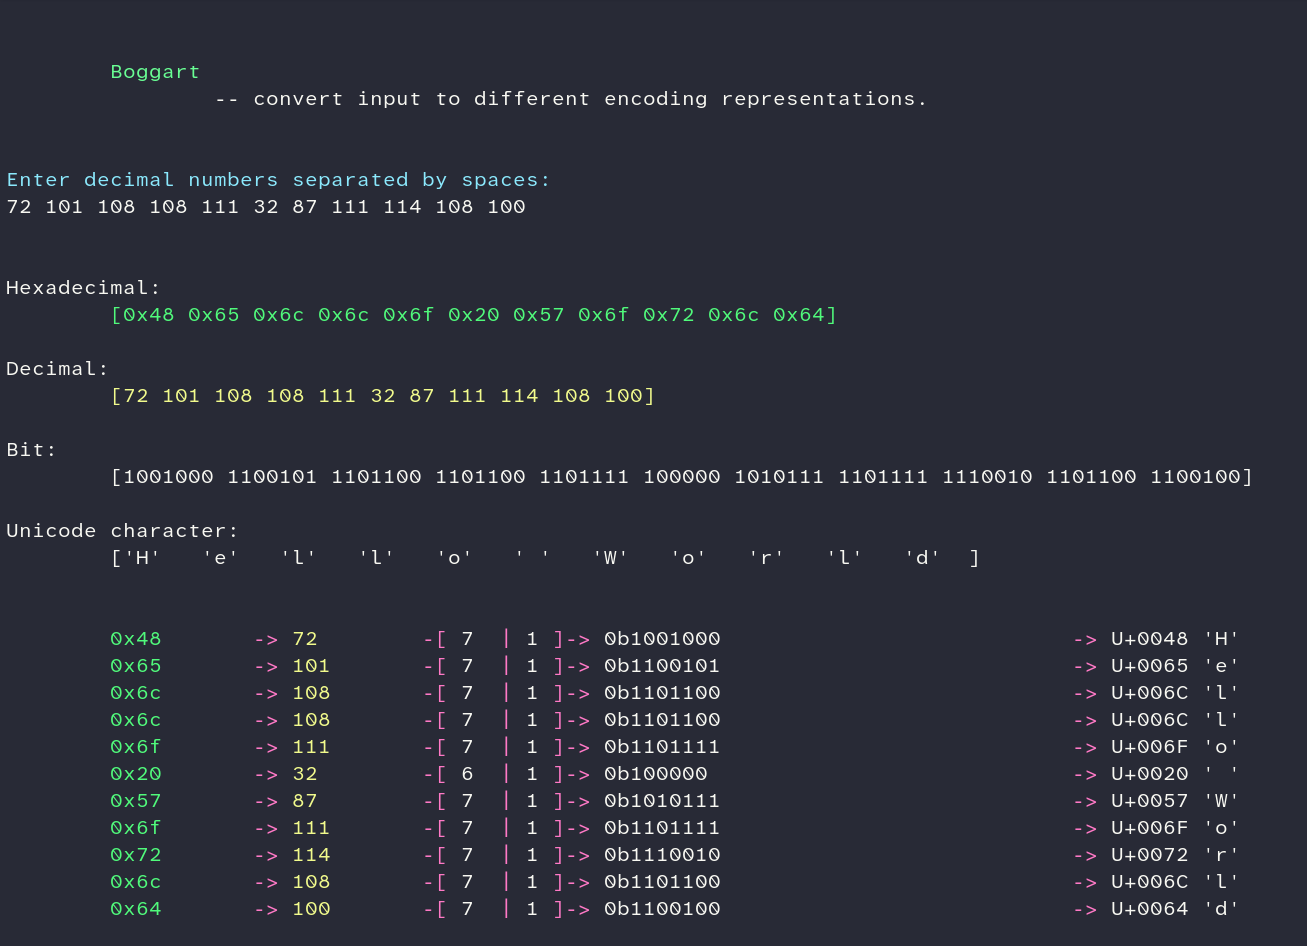 Boggart
-- convert input to different encoding representations.
Enter decimal numbers separated by spaces:
72 101 108 108 111 32 87 111 114 108 100
Hexadecimal:
[0x48 0x65 0x6c 0x6c 0x6f 0x20 0x57 0x6f 0x72 0x6c 0x64]
Decimal:
[72 101 108 108 111 32 87 111 114 108 100]
Bit:
[1001000 1100101 1101100 1101100 1101111 100000 1010111 1101111 1110010 1101100 1100100]
Unicode character:
['H'   'e'   'l'   'l'   'o'   ' '   'W'   'o'   'r'   'l'   'd'  ]
0x48       -> 72        -[ 7  | 1 ]-> 0b1001000                           -> U+0048 'H'
0x65       -> 101       -[ 7  | 1 ]-> 0b1100101                           -> U+0065 'e'
0x6c       -> 108       -[ 7  | 1 ]-> 0b1101100                           -> U+006C 'l'
0x6c       -> 108       -[ 7  | 1 ]-> 0b1101100                           -> U+006C 'l'
0x6f       -> 111       -[ 7  | 1 ]-> 0b1101111                           -> U+006F 'o'
0x20       -> 32        -[ 6  | 1 ]-> 0b100000                            -> U+0020 ' '
0x57       -> 87        -[ 7  | 1 ]-> 0b1010111                           -> U+0057 'W'
0x6f       -> 111       -[ 7  | 1 ]-> 0b1101111                           -> U+006F 'o'
0x72       -> 114       -[ 7  | 1 ]-> 0b1110010                           -> U+0072 'r'
0x6c       -> 108       -[ 7  | 1 ]-> 0b1101100                           -> U+006C 'l'
0x64       -> 100       -[ 7  | 1 ]-> 0b1100100                           -> U+0064 'd'